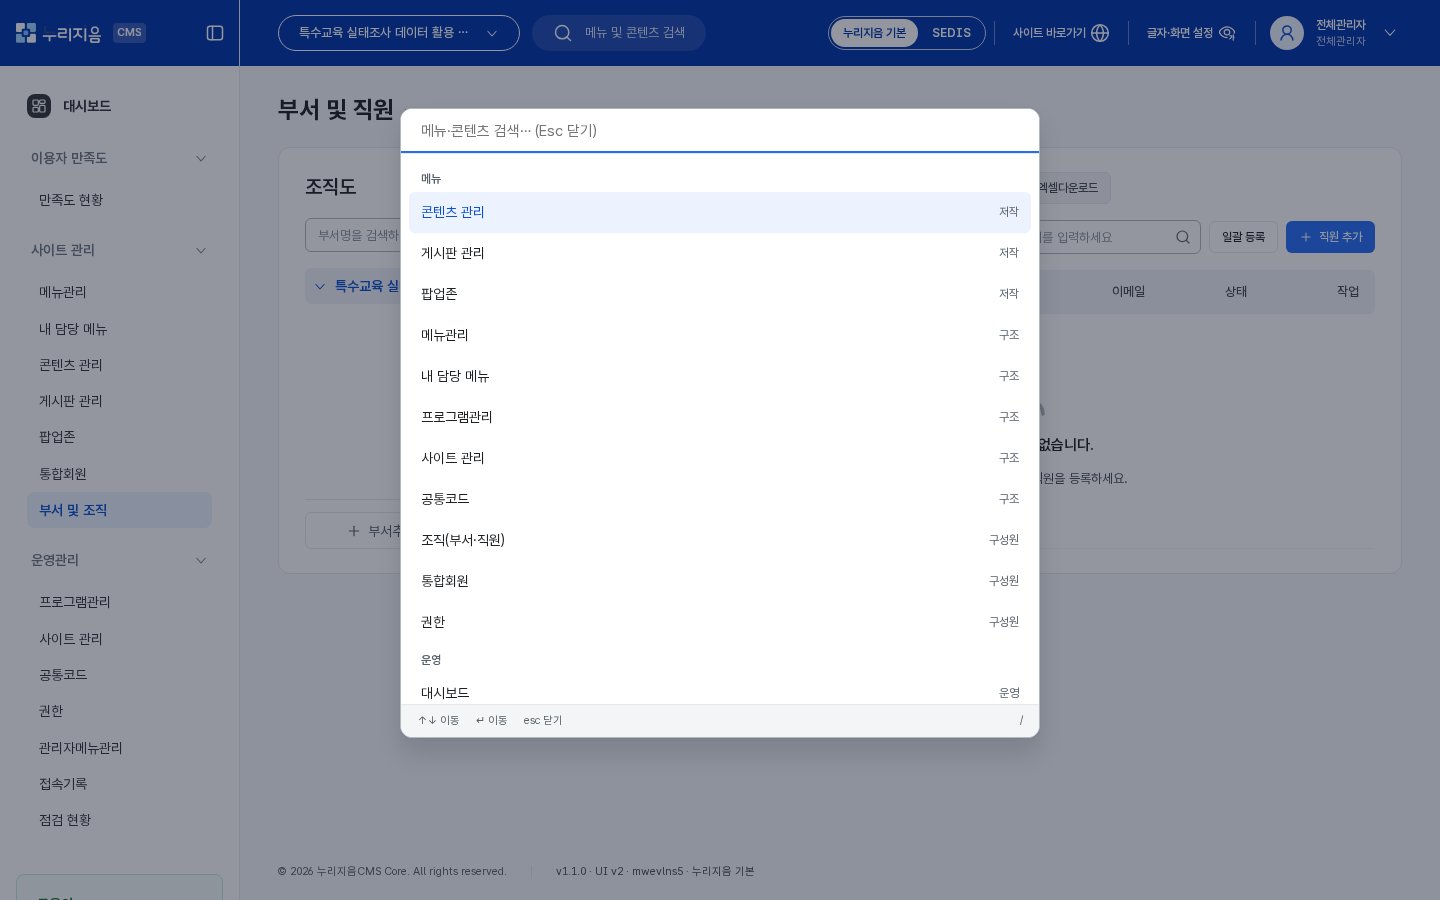 누리지음 CMS
특수교육 실태조사 데이터 활용 ···
메뉴 및 콘텐츠 검색
누리지음 기본
SEDIS
사이트 바로가기
글자·화면 설정
전체관리자
전체관리자
대시보드
이용자 만족도
만족도 현황
사이트 관리
메뉴관리
내 담당 메뉴
콘텐츠 관리
게시판 관리
팝업존
통합회원
부서 및 조직
운영관리
프로그램관리
사이트 관리
공통코드
권한
관리자메뉴관리
접속기록
점검 현황
부서 및 직원
조직도
부서명을 검색하
특수교육 실
메뉴·콘텐츠 검색··· (Esc 닫기)
메뉴
콘텐츠 관리 저작
게시판 관리 저작
팝업존 저작
메뉴관리 구조
내 담당 메뉴 구조
프로그램관리 구조
사이트 관리 구조
공통코드 구조
조직(부서·직원) 구성원
통합회원 구성원
권한 구성원
운영
대시보드 운영
↑↓ 이동 ↵ 이동 esc 닫기 /
엑셀다운로드
를 입력하세요
일괄 등록
+ 직원 추가
이메일 상태 작업
없습니다.
직원을 등록하세요.
© 2026 누리지음CMS Core. All rights reserved.
v1.1.0 · UI v2 · mwevlns5 · 누리지음 기본